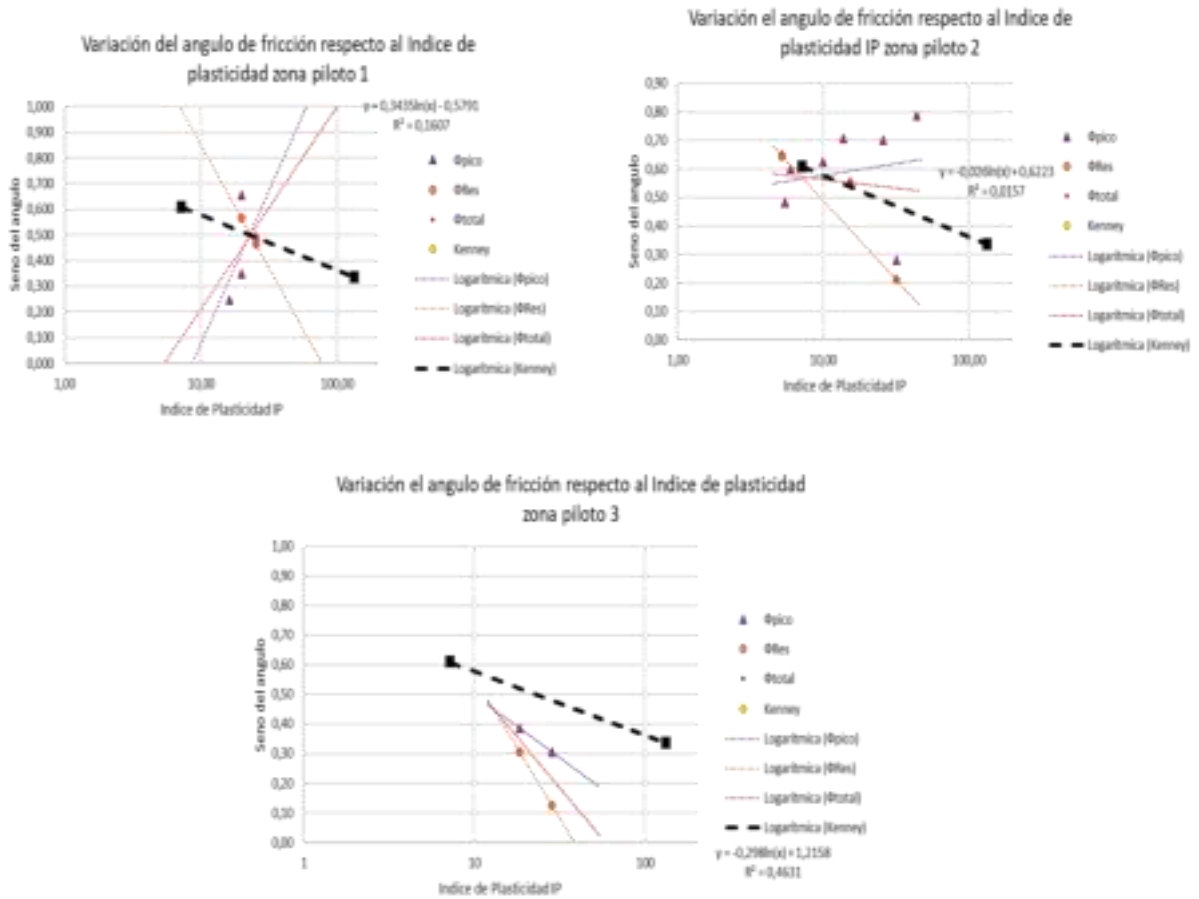 Variación del angulo de fricción respecto al Indice de
plasticidad zona piloto 1
y = 0,3435ln(x) - 0,5791
R² = 0,1607
1,000
0,900
0,800
0,700
0,600
0,500
0,400
0,300
0,200
0,100
0,000
Seno del angulo
1,00
10,00
100,00
Indice de Plasticidad IP
Φpico
ΦRes
Φtotal
Kenney
Logaritmica (Φpico)
Logaritmica (ΦRes)
Logaritmica (Φtotal)
Logaritmica (Kenney)
Variación el angulo de fricción respecto al Indice de
plasticidad IP zona piloto 2
0,90
0,80
0,70
0,60
0,50
0,40
0,30
0,20
0,10
0,00
Seno del angulo
y = -0,026ln(x) + 0,6223
R² = 0,0157
1,00
10,00
100,00
Indice de Plasticidad IP
Φpico
ΦRes
Φtotal
Kenney
Logaritmica (Φpico)
Logaritmica (ΦRes)
Logaritmica (Φtotal)
Logaritmica (Kenney)
Variación el angulo de fricción respecto al Indice de plasticidad
zona piloto 3
1,00
0,90
0,80
0,70
0,60
0,50
0,40
0,30
0,20
0,10
0,00
Seno del angulo
1
10
100
Indice de Plasticidad IP
Φpico
ΦRes
Φtotal
Kenney
Logaritmica (Φpico)
Logaritmica (ΦRes)
Logaritmica (Φtotal)
Logaritmica (Kenney)
y = -0,298ln(x) + 1,2158
R² = 0,4631